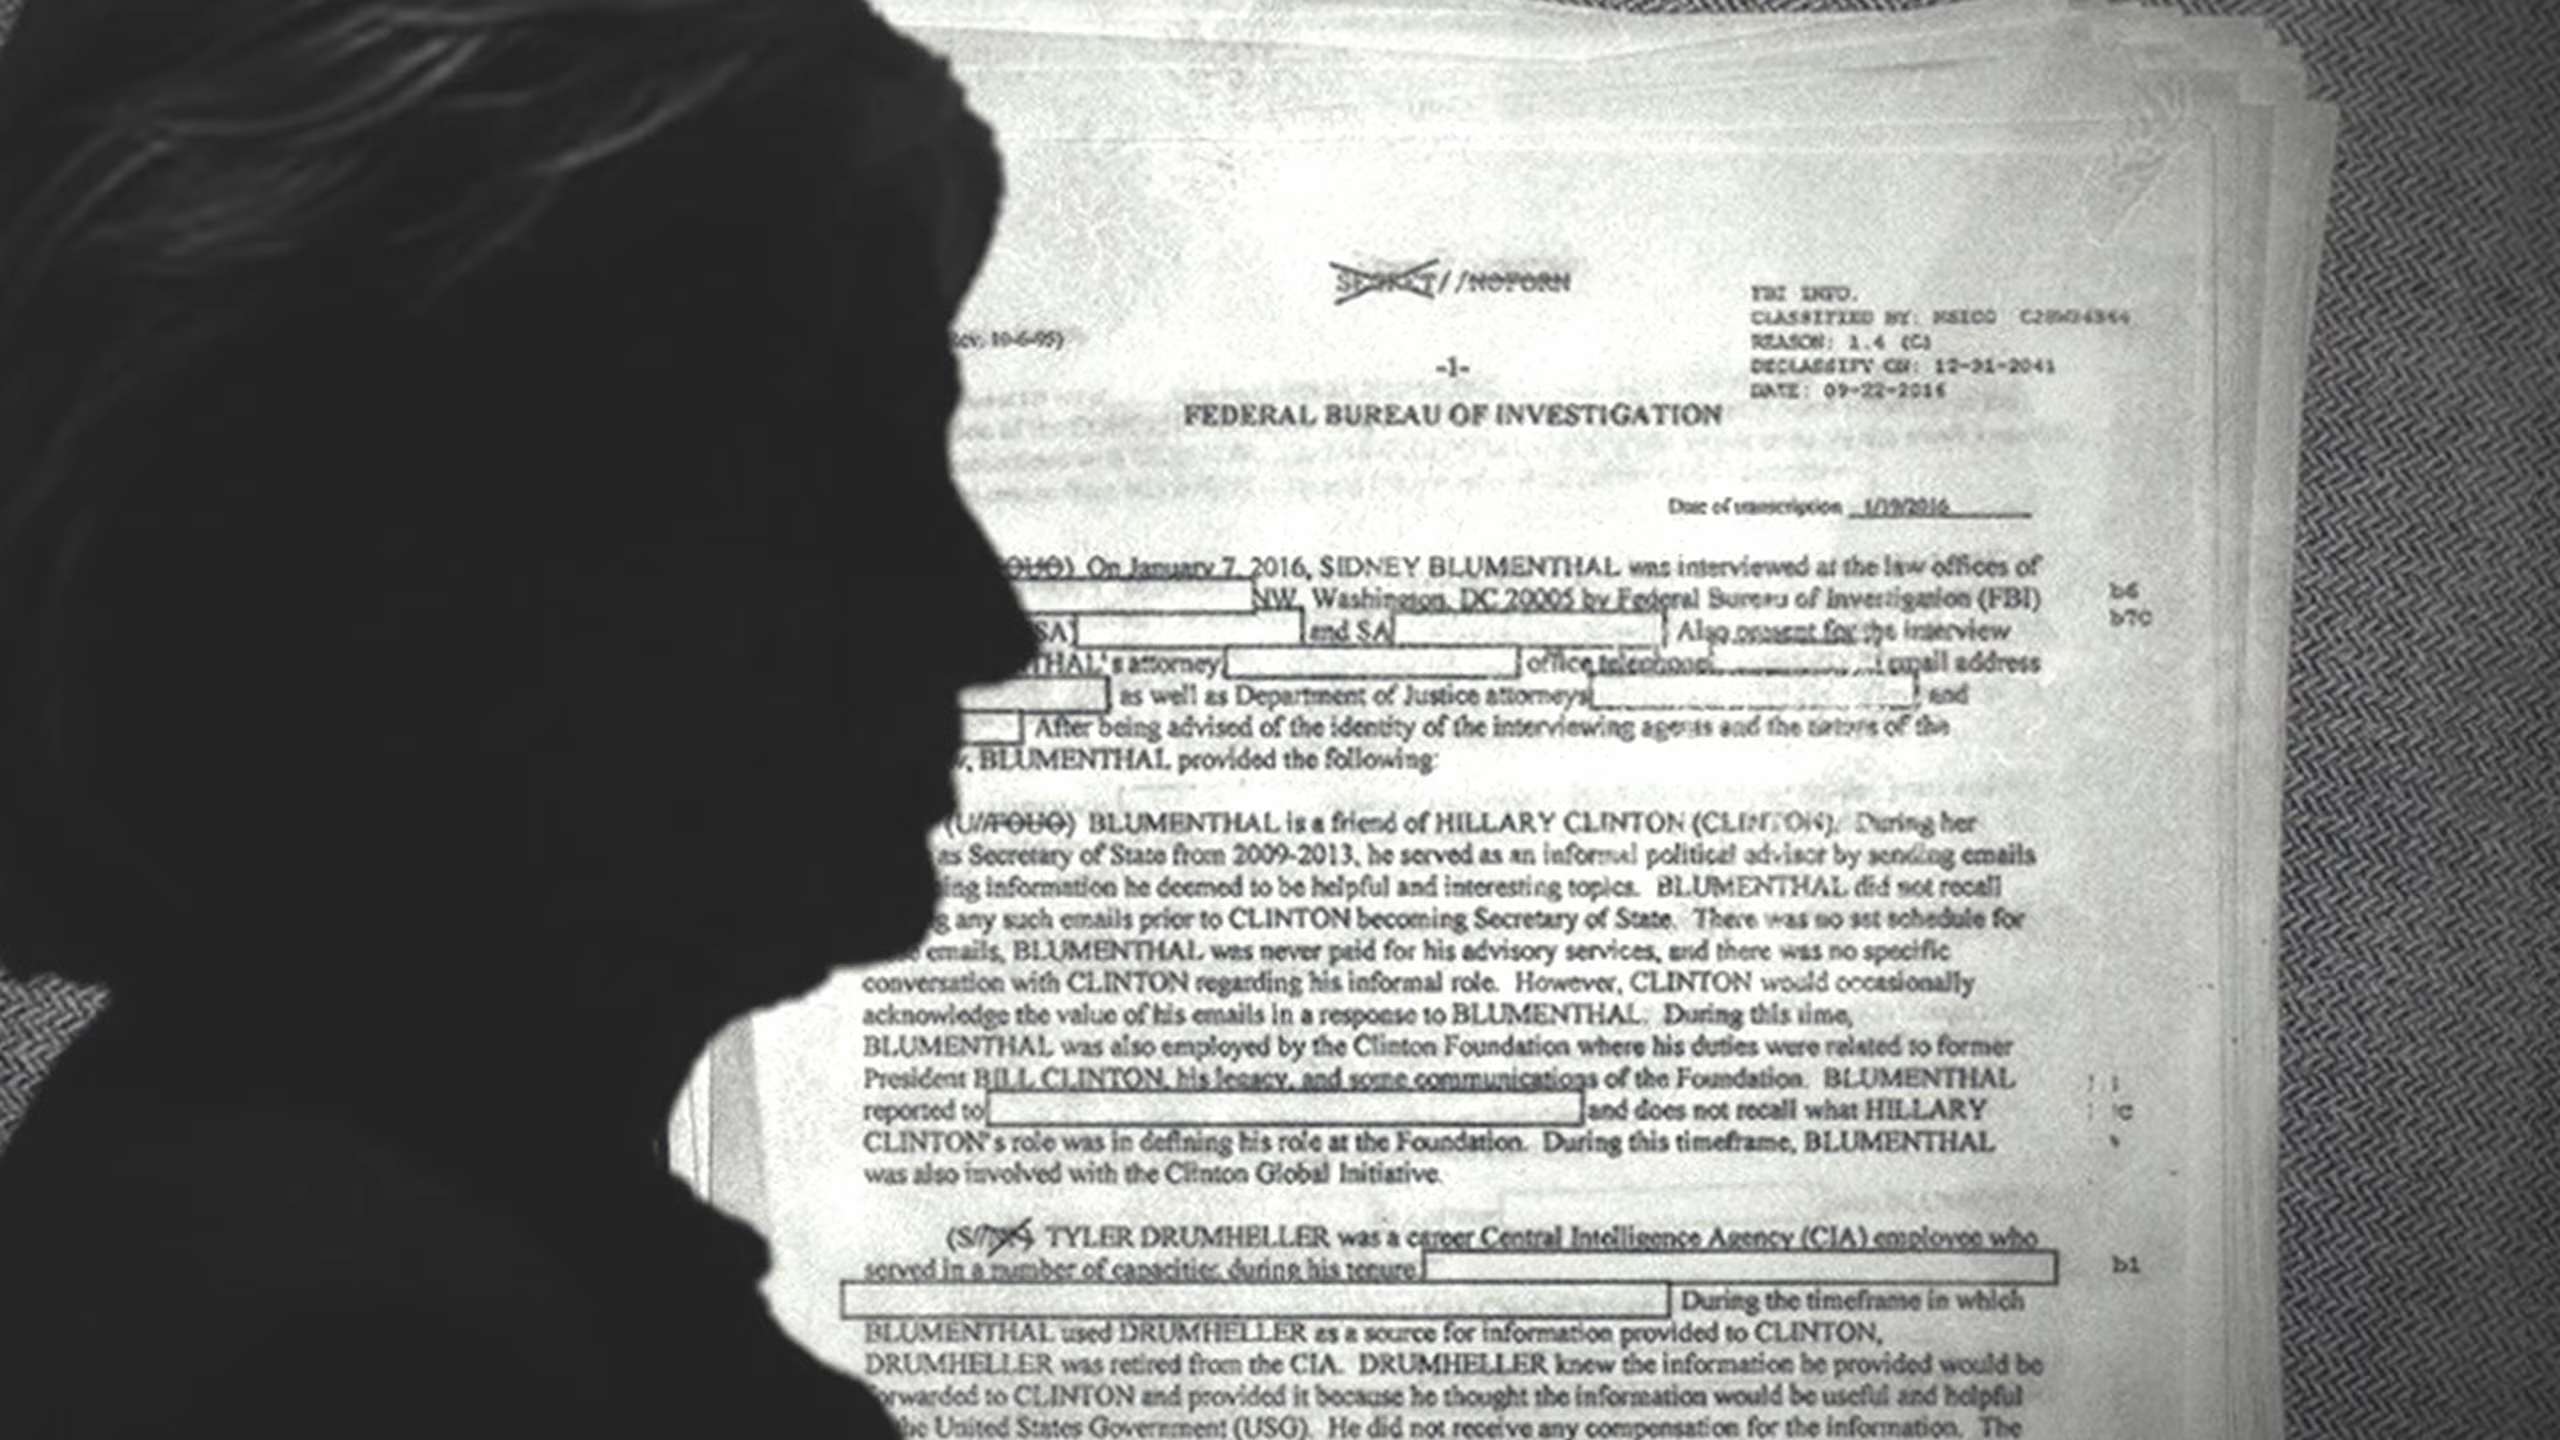 SECRET//NOFORN
FBI INFO.
CLASSIFIED BY: NSICG
REASON: 1.4 (C)
DECLASSIFY ON: 12-31-2041
DATE: 09-22-2016
10-6-95)
-1-
FEDERAL BUREAU OF INVESTIGATION
Date of transcription 1/19/2016
On January 7, 2016, SIDNEY BLUMENTHAL was interviewed at the law offices of
b6
NW, Washington, DC 20005 by Federal Bureau of Investigation (FBI)
b7C
SA and SA Also present for the interview
THAL's attorney office telephone email address
as well as Department of Justice attorneys and
After being advised of the identity of the interviewing agents and the nature of the
, BLUMENTHAL provided the following:
(U//FOUO) BLUMENTHAL is a friend of HILLARY CLINTON (CLINTON). During her
as Secretary of State from 2009-2013, he served as an informal political advisor by sending emails
ing information he deemed to be helpful and interesting topics. BLUMENTHAL did not recall
g any such emails prior to CLINTON becoming Secretary of State. There was no set schedule for
emails, BLUMENTHAL was never paid for his advisory services, and there was no specific
conversation with CLINTON regarding his informal role. However, CLINTON would occasionally
acknowledge the value of his emails in a response to BLUMENTHAL. During this time,
BLUMENTHAL was also employed by the Clinton Foundation where his duties were related to former
President BILL CLINTON, his legacy, and some communications of the Foundation. BLUMENTHAL
reported to and does not recall what HILLARY
CLINTON's role was in defining his role at the Foundation. During this timeframe, BLUMENTHAL
was also involved with the Clinton Global Initiative.
TYLER DRUMHELLER was a career Central Intelligence Agency (CIA) employee who
served in a number of capacities during his tenure b1
During the timeframe in which
BLUMENTHAL used DRUMHELLER as a source for information provided to CLINTON,
DRUMHELLER was retired from the CIA. DRUMHELLER knew the information he provided would be
forwarded to CLINTON and provided it because he thought the information would be useful and helpful
the United States Government (USG). He did not receive any compensation for the information. The